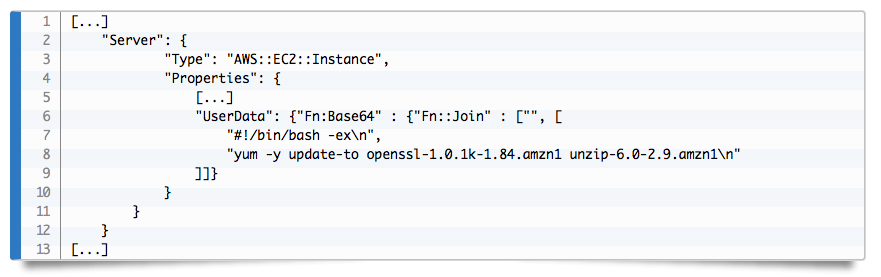 1 [...]
2 "Server": {
3 "Type": "AWS::EC2::Instance",
4 "Properties": {
5 [...]
6 "UserData": {"Fn:Base64" : {"Fn::Join" : ["", [
7 "#!/bin/bash -ex\n",
8 "yum -y update-to openssl-1.0.1k-1.84.amzn1 unzip-6.0-2.9.amzn1\n"
9 ]]}
10 }
11 }
12 }
13 [...]